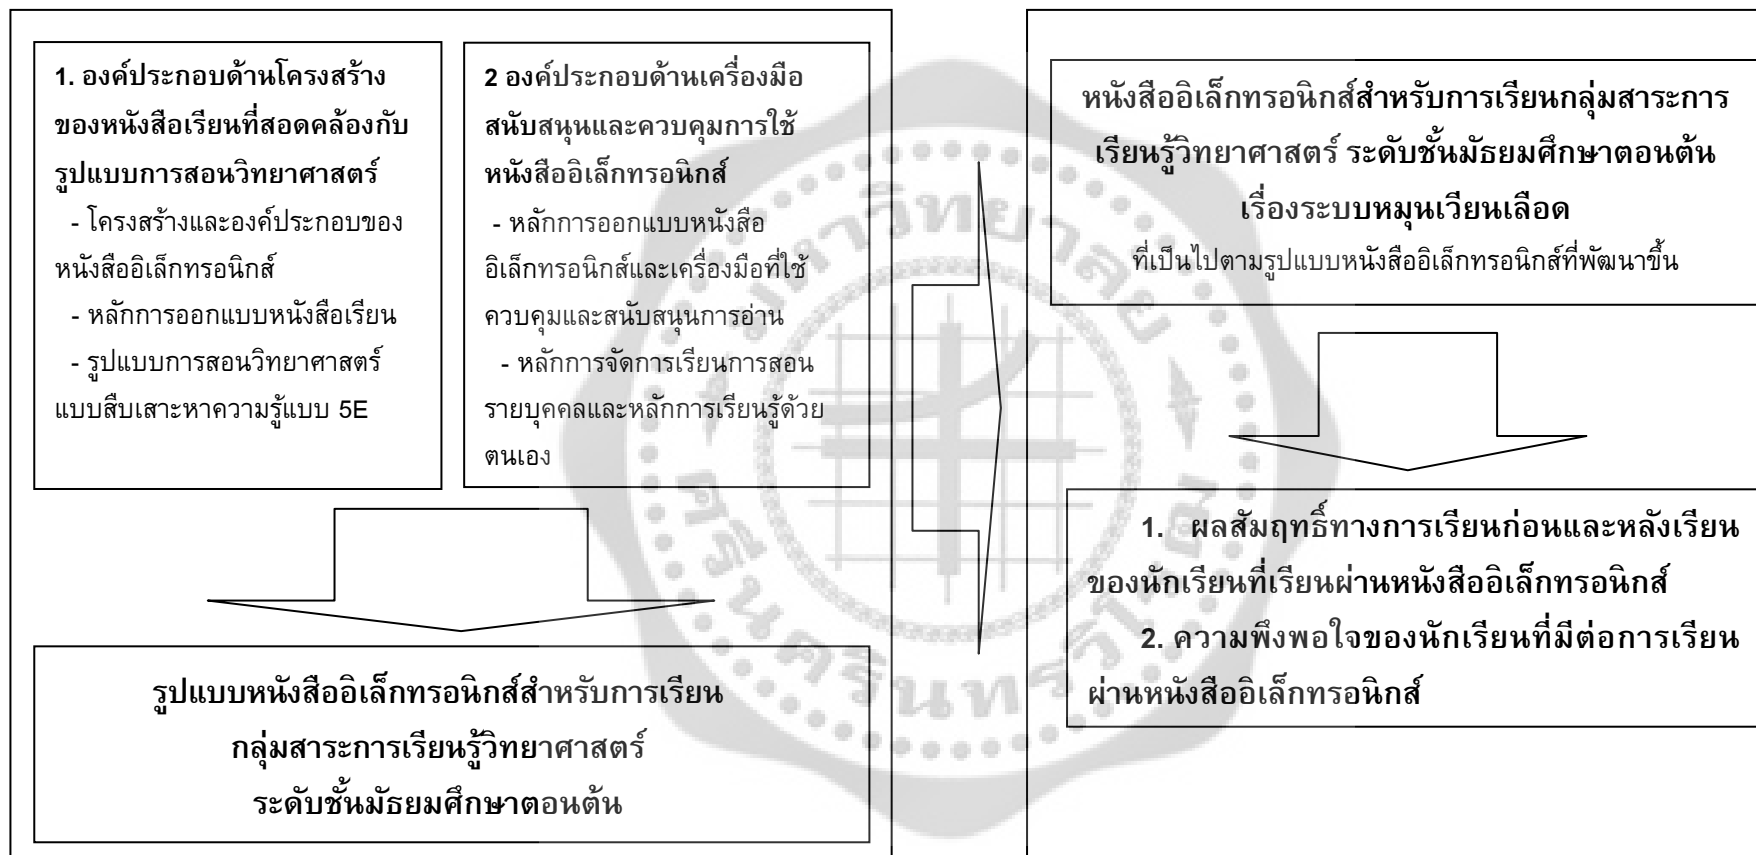 1. องค์ประกอบด้านโครงสร้าง
ของหนังสือเรียนที่สอดคล้องกับ
รูปแบบการสอนวิทยาศาสตร์
- โครงสร้างและองค์ประกอบของ
หนังสืออิเล็กทรอนิกส์
- หลักการออกแบบหนังสือเรียน
- รูปแบบการสอนวิทยาศาสตร์
แบบสืบเสาะหาความรู้แบบ 5E
2 องค์ประกอบด้านเครื่องมือ
สนับสนุนและควบคุมการใช้
หนังสืออิเล็กทรอนิกส์
- หลักการออกแบบหนังสือ
อิเล็กทรอนิกส์และเครื่องมือที่ใช้
ควบคุมและสนับสนุนการอ่าน
- หลักการจัดการเรียนการสอน
รายบุคคลและหลักการเรียนรู้ด้วย
ตนเอง
รูปแบบหนังสืออิเล็กทรอนิกส์สำหรับการเรียน
กลุ่มสาระการเรียนรู้วิทยาศาสตร์
ระดับชั้นมัธยมศึกษาตอนต้น
หนังสืออิเล็กทรอนิกส์สำหรับการเรียนกลุ่มสาระการ
เรียนรู้วิทยาศาสตร์ ระดับชั้นมัธยมศึกษาตอนต้น
เรื่องระบบหมุนเวียนเลือด
ที่เป็นไปตามรูปแบบหนังสืออิเล็กทรอนิกส์ที่พัฒนาขึ้น
1. ผลสัมฤทธิ์ทางการเรียนก่อนและหลังเรียน
ของนักเรียนที่เรียนผ่านหนังสืออิเล็กทรอนิกส์
2. ความพึงพอใจของนักเรียนที่มีต่อการเรียน
ผ่านหนังสืออิเล็กทรอนิกส์
มหาวิทยาลัย
ศรีนครินทรวิโรฒ